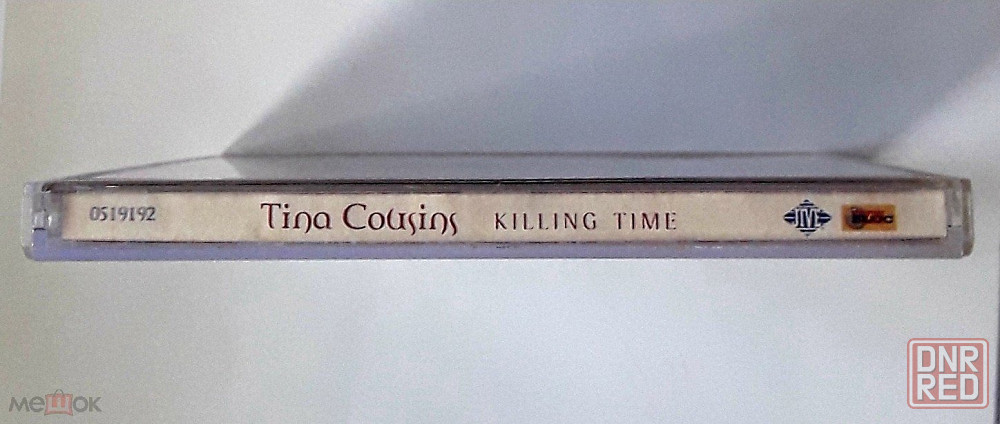 0519192 Tina Cousins KILLING TIME JIVE
DNR
RED
МешОК